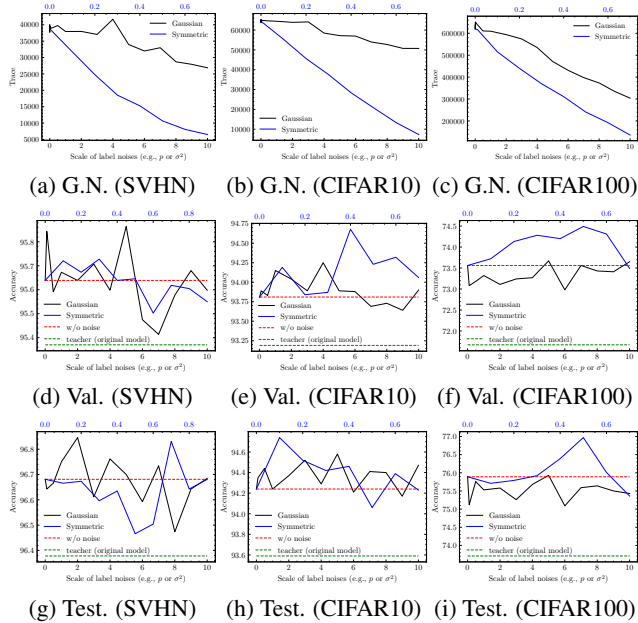 0.0 0.2 0.4 0.6 0.8
40000
35000
30000
25000
20000
15000
10000
5000
Trace
Gaussian
Symmetric
0 2 4 6 8 10
Scale of label noises (e.g., p or σ²)
(a) G.N. (SVHN)
0.0 0.2 0.4 0.6
60000
50000
40000
30000
20000
10000
Trace
Gaussian
Symmetric
0 2 4 6 8 10
Scale of label noises (e.g., p or σ²)
(b) G.N. (CIFAR10)
0.0 0.2 0.4 0.6
600000
500000
400000
300000
200000
Trace
Gaussian
Symmetric
0 2 4 6 8 10
Scale of label noises (e.g., p or σ²)
(c) G.N. (CIFAR100)
0.0 0.2 0.4 0.6 0.8
95.8
95.7
95.6
95.5
95.4
Accuracy
Gaussian
Symmetric
w/o noise
teacher (original model)
0 2 4 6 8 10
Scale of label noises (e.g., p or σ²)
(d) Val. (SVHN)
0.0 0.2 0.4 0.6
94.75
94.50
94.25
94.00
93.75
93.50
93.25
Accuracy
Gaussian
Symmetric
w/o noise
teacher (original model)
0 2 4 6 8 10
Scale of label noises (e.g., p or σ²)
(e) Val. (CIFAR10)
0.0 0.2 0.4 0.6
74.5
74.0
73.5
73.0
72.5
72.0
Accuracy
Gaussian
Symmetric
w/o noise
teacher (original model)
0 2 4 6 8 10
Scale of label noises (e.g., p or σ²)
(f) Val. (CIFAR100)
0.0 0.2 0.4 0.6 0.8
96.8
96.7
96.6
96.5
96.4
Accuracy
Gaussian
Symmetric
w/o noise
teacher (original model)
0 2 4 6 8 10
Scale of label noises (e.g., p or σ²)
(g) Test. (SVHN)
0.0 0.2 0.4 0.6
94.8
94.6
94.4
94.2
94.0
93.8
93.6
Accuracy
Gaussian
Symmetric
w/o noise
teacher (original model)
0 2 4 6 8 10
Scale of label noises (e.g., p or σ²)
(h) Test. (CIFAR10)
0.0 0.2 0.4 0.6
77.0
76.5
76.0
75.5
75.0
74.5
74.0
Accuracy
Gaussian
Symmetric
w/o noise
teacher (original model)
0 2 4 6 8 10
Scale of label noises (e.g., p or σ²)
(i) Test. (CIFAR100)